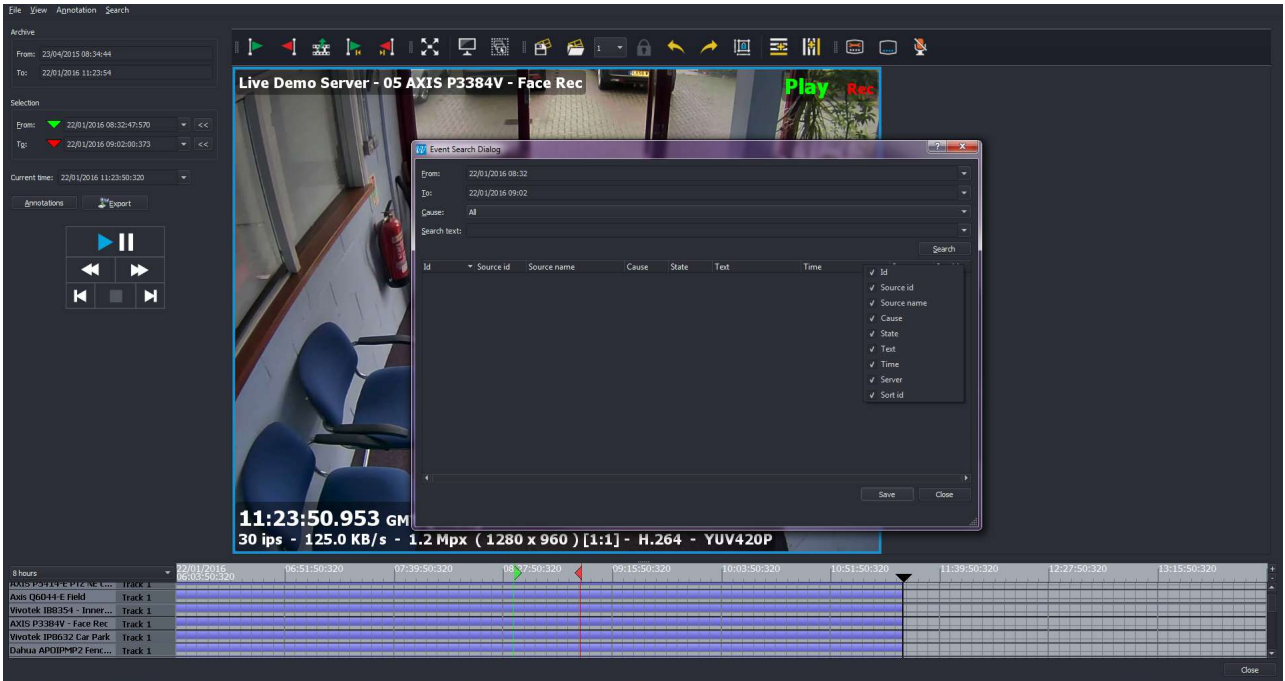 File View Annotation Search
Archive
From: 23/04/2015 08:34:44
To: 22/01/2016 11:23:54
Selection
From: 22/01/2016 08:32:47:570 <<
To: 22/01/2016 09:02:00:373 <<
Current time: 22/01/2016 11:23:50:320
Annotations Export
1
Live Demo Server - 05 AXIS P3384V - Face Rec
Play Rec
Event Search Dialog
From: 22/01/2016 08:32
To: 22/01/2016 09:02
Cause: All
Search text:
Search
Id Source id Source name Cause State Text Time
Id
Source id
Source name
Cause
State
Text
Time
Server
Sort id
Save Close
11:23:50.953 GM
30 ips - 125.0 KB/s - 1.2 Mpx ( 1280 x 960 ) [1:1] - H.264 - YUV420P
8 hours
22/01/2016
06:03:50:320 06:51:50:320 07:39:50:320 08:27:50:320 09:15:50:320 10:03:50:320 10:51:50:320 11:39:50:320 12:27:50:320 13:15:50:320
Track 1
Axis Q6044-E Field Track 1
Vivotek IB8354 - Inner... Track 1
AXIS P3384V - Face Rec Track 1
Vivotek IP8632 Car Park Track 1
Dahua APOIPMP2 Fenc... Track 1
Close